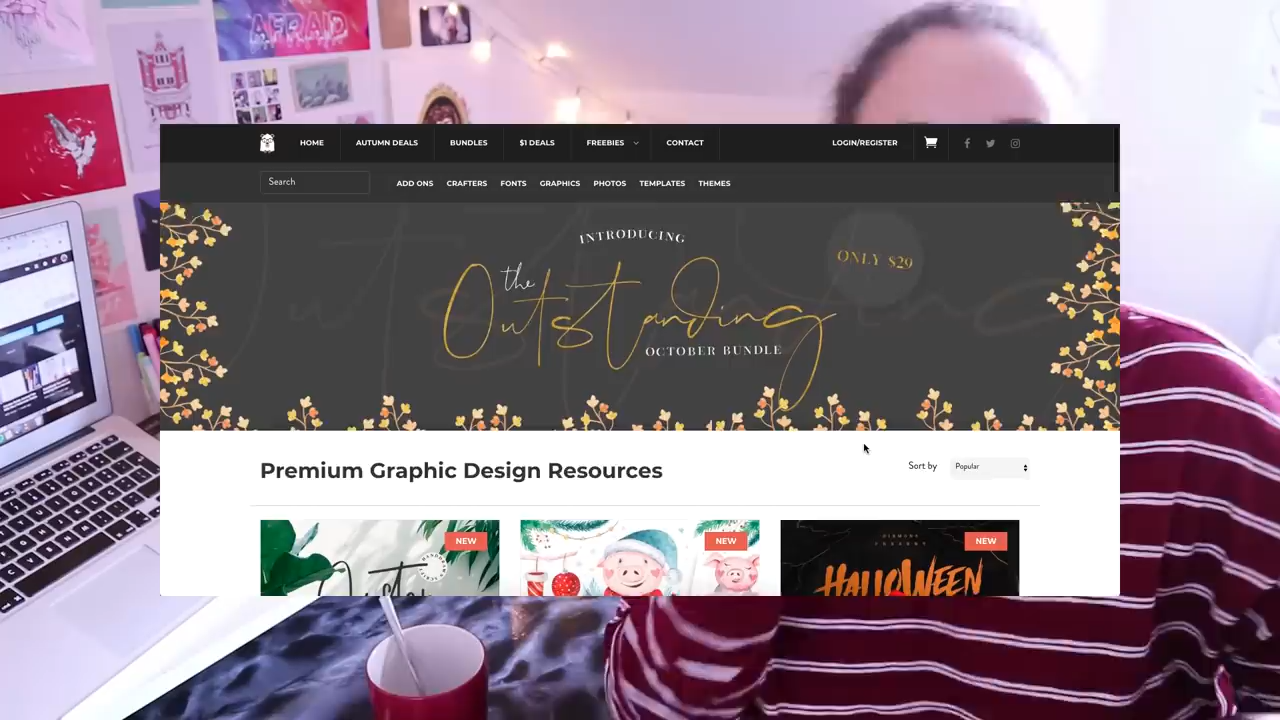 AFRAID
HOME AUTUMN DEALS BUNDLES $1 DEALS FREEBIES CONTACT LOGIN/REGISTER
Search ADD ONS CRAFTERS FONTS GRAPHICS PHOTOS TEMPLATES THEMES
INTRODUCING
ONLY $29
the
Outstanding
OCTOBER BUNDLE
Premium Graphic Design Resources
Sort by Popular
NEW NEW NEW
HALLOWEEN